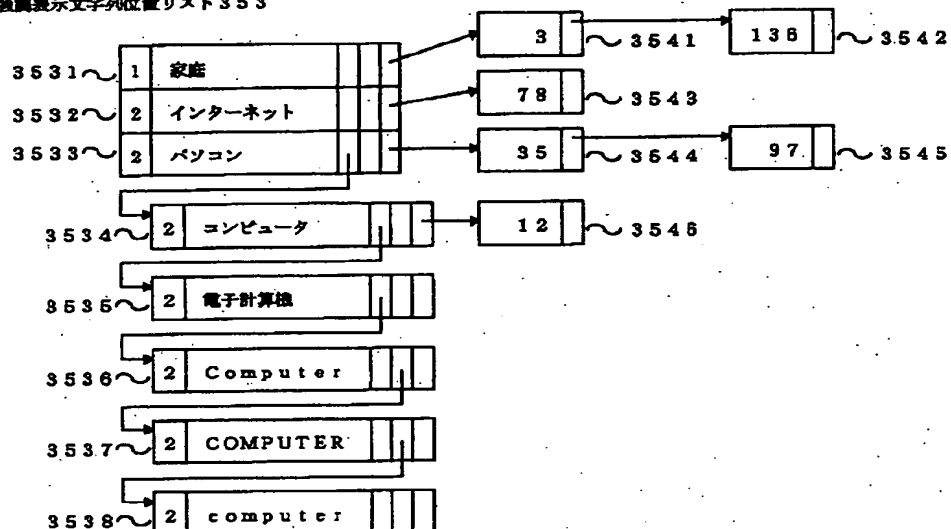 強調表示文字列位置リスト353
3 3541 136 3542
3531 1 家庭
78 3543
3532 2 インターネット
3533 2 パソコン 35 3544 97 3545
3534 2 コンピュータ 12 3546
3535 2 電子計算機
3536 2 Computer
3537 2 COMPUTER
3538 2 computer